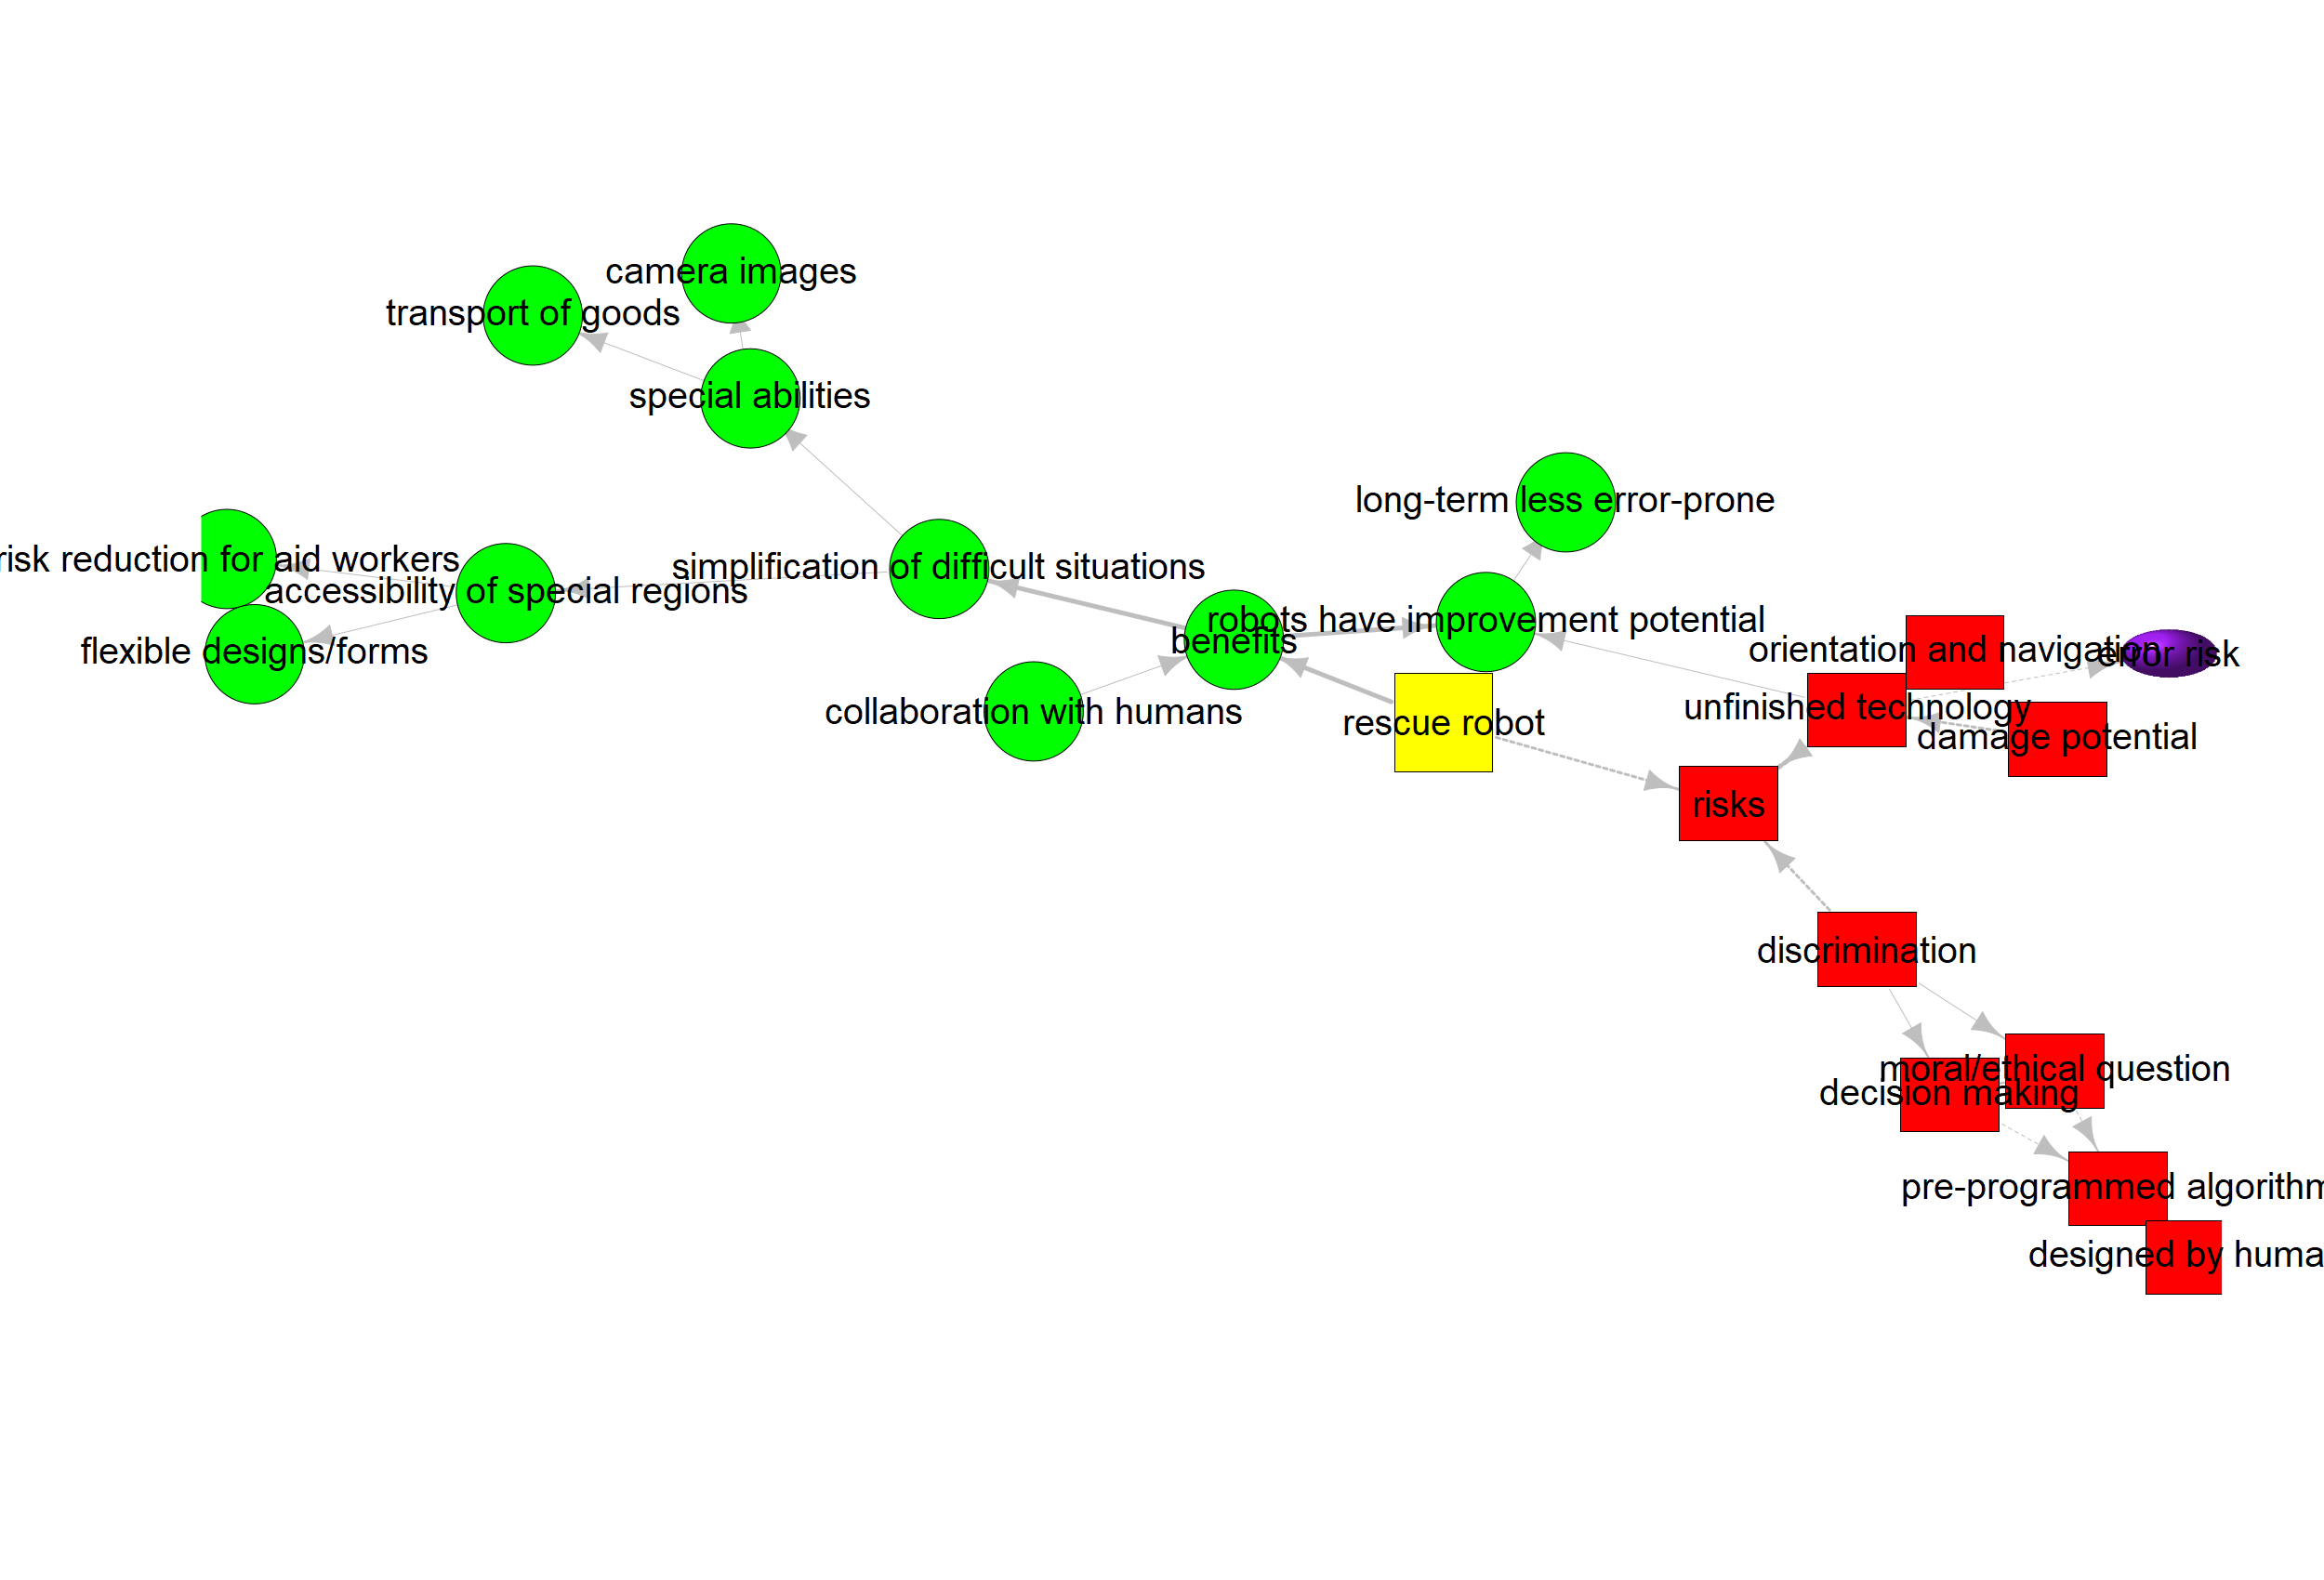 camera images
transport of goods
special abilities
long-term less error-prone
risk reduction for aid workers
simplification of difficult situations
accessibility of special regions
robots have improvement potential
benefits
flexible designs/forms
orientation and navigation
error risk
collaboration with humans
rescue robot
unfinished technology
damage potential
risks
discrimination
moral/ethical question
decision making
pre-programmed algorithm
designed by huma